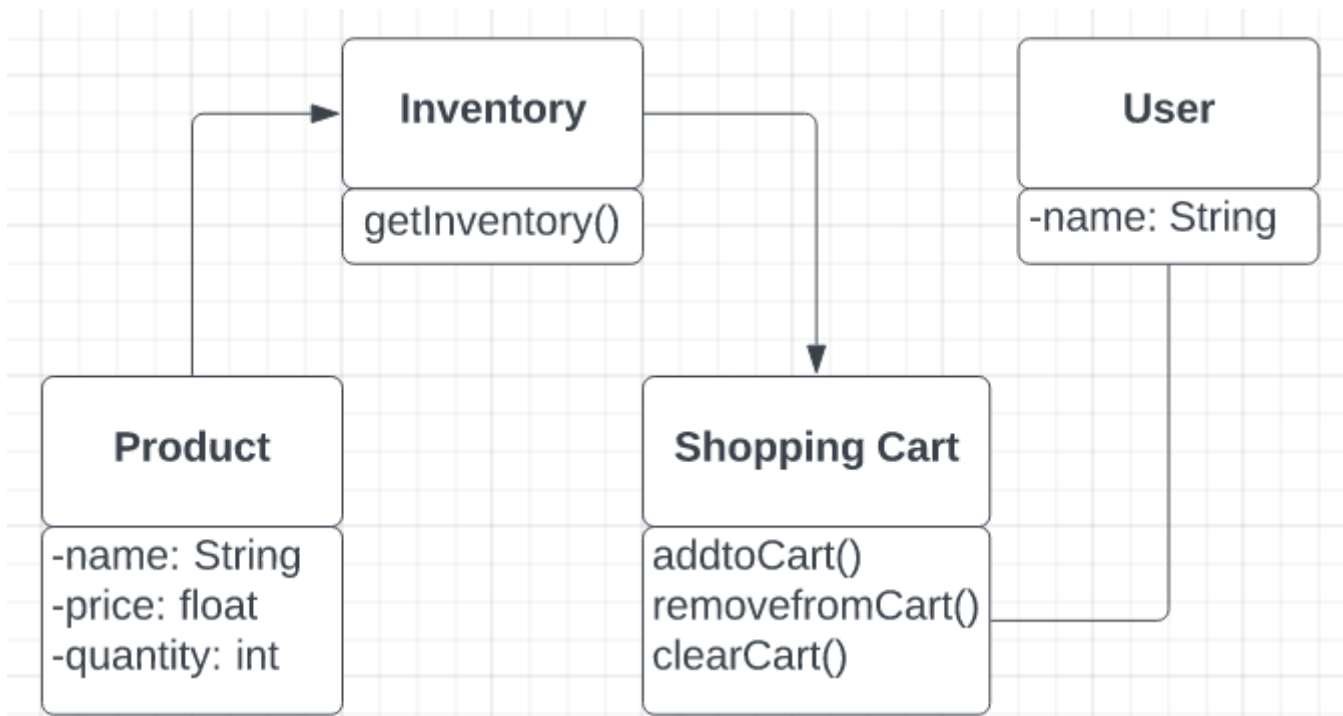 Inventory
getInventory()
User
-name: String
Product
-name: String
-price: float
-quantity: int
Shopping Cart
addtoCart()
removefromCart()
clearCart()